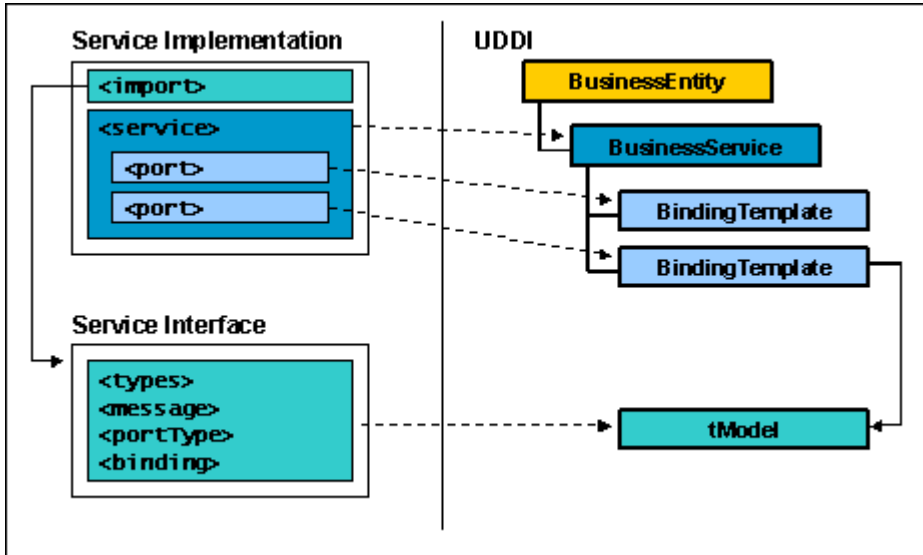 Service Implementation
<import>
<service>
<port>
<port>
Service Interface
<types>
<message>
<portType>
<binding>
UDDI
BusinessEntity
BusinessService
BindingTemplate
BindingTemplate
tModel